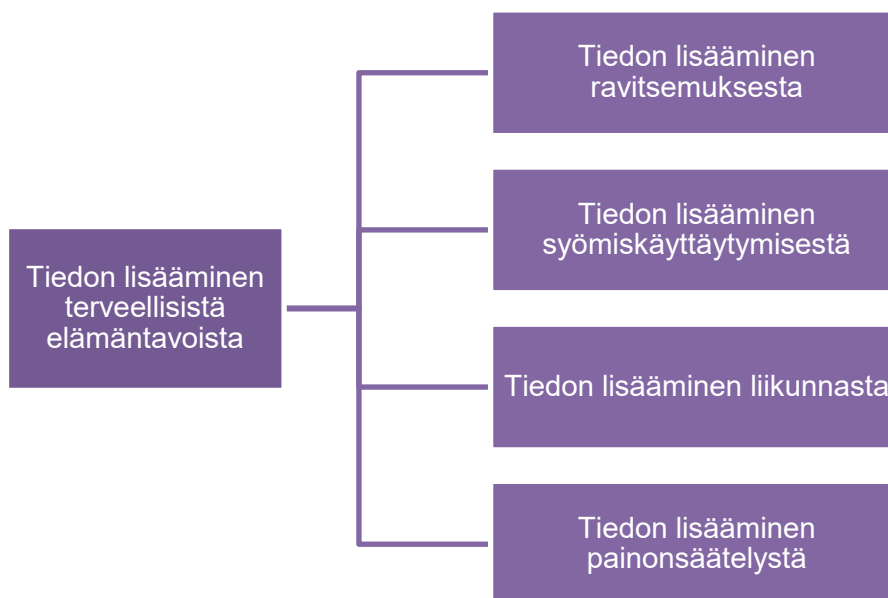 Tiedon lisääminen
ravitsemuksesta
Tiedon lisääminen
syömiskäyttäytymisestä
Tiedon lisääminen
terveellisistä
elämäntavoista
Tiedon lisääminen liikunnasta
Tiedon lisääminen
painonsäätelystä